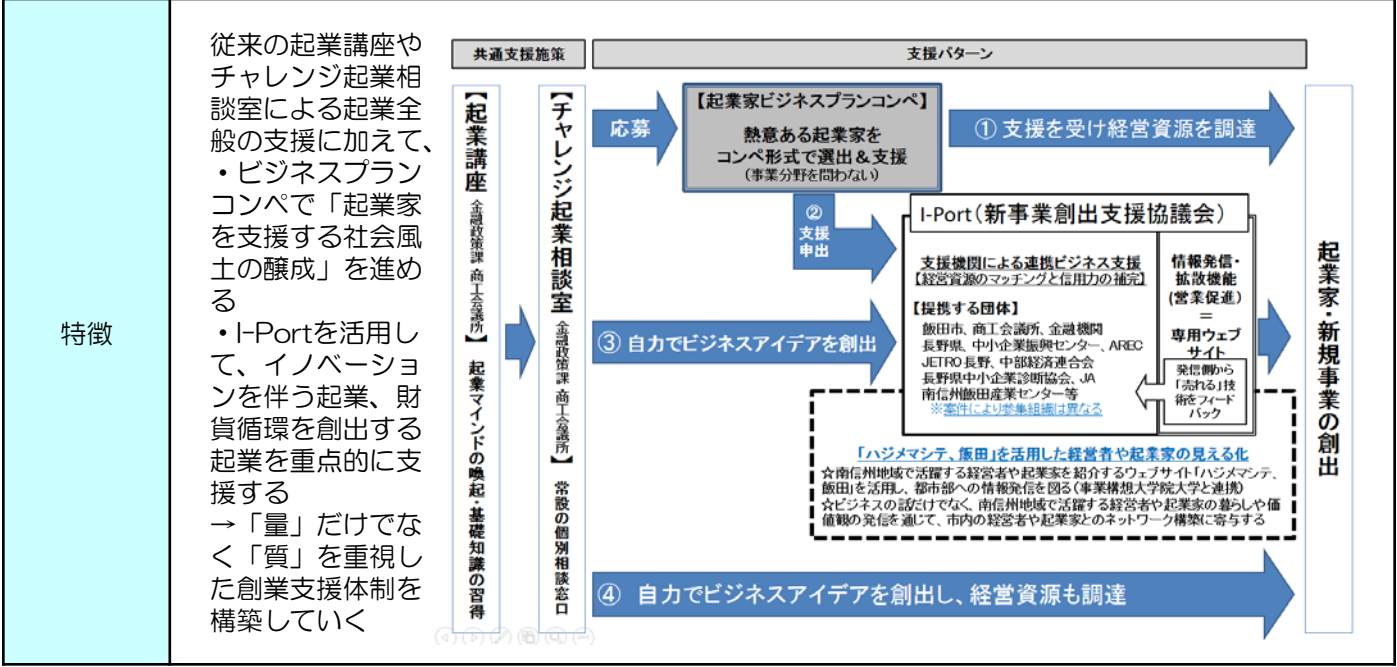 特徴
従来の起業講座や
チャレンジ起業相
談室による起業全
般の支援に加えて、
・ビジネスプラン
コンペで「起業家
を支援する社会風
土の醸成」を進め
る
・I-Portを活用し
て、イノベーショ
ンを伴う起業、財
貨循環を創出する
起業を重点的に支
援する
→「量」だけでな
く「質」を重視し
た創業支援体制を
構築していく
共通支援施策
支援パターン
【起業講座 金融政策課 商工会議所】 起業マインドの喚起・基礎知識の習得
【チャレンジ起業相談室 金融政策課 商工会議所】 常設の個別相談窓口
応募
【起業家ビジネスプランコンペ】
熱意ある起業家を
コンペ形式で選出&支援
(事業分野を問わない)
① 支援を受け経営資源を調達
②
支援
申出
I-Port(新事業創出支援協議会)
支援機関による連携ビジネス支援
【経営資源のマッチングと信用力の補完】
【提携する団体】
飯田市、商工会議所、金融機関
長野県、中小企業振興センター、AREC
JETRO長野、中部経済連合会
長野県中小企業診断協会、JA
南信州飯田産業センター等
※案件により参集組織は異なる
情報発信・
拡散機能
(営業促進)
=
専用ウェブ
サイト
発信側から
「売れる」技
術をフィード
バック
③ 自力でビジネスアイデアを創出
「ハジメマシテ、飯田」を活用した経営者や起業家の見える化
☆南信州地域で活躍する経営者や起業家を紹介するウェブサイト「ハジメマシテ、
飯田」を活用し、都市部への情報発信を図る(事業構想大学院大学と連携)
☆ビジネスの話だけでなく、南信州地域で活躍する経営者や起業家の暮らしや価
値観の発信を通じて、市内の経営者や起業家とのネットワーク構築に寄与する
④ 自力でビジネスアイデアを創出し、経営資源も調達
起業家・新規事業の創出